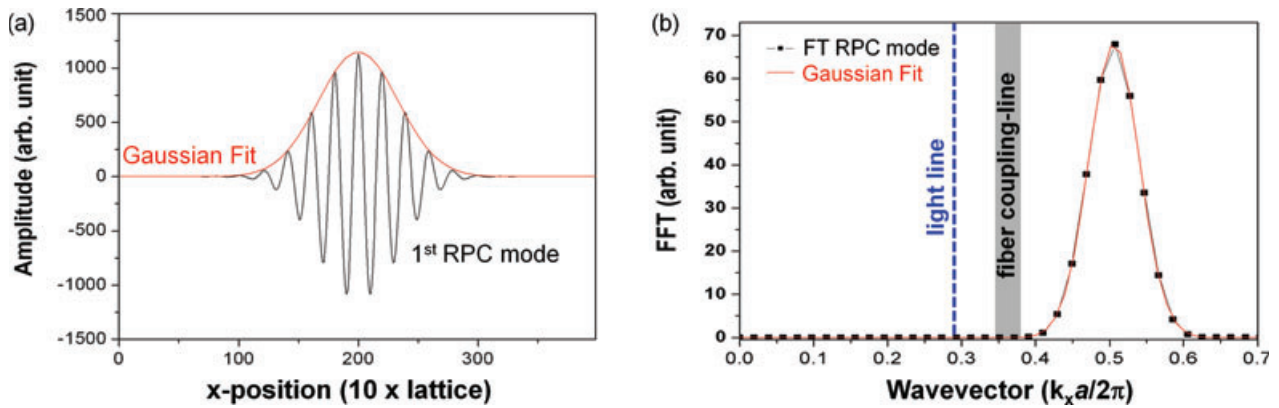 (a)
1500
1000
500
0
-500
-1000
-1500
Amplitude (arb. unit)
Gaussian Fit
1st RPC mode
0
100
200
300
x-position (10 x lattice)
(b)
70
60
50
40
30
20
10
0
FFT (arb. unit)
FT RPC mode
Gaussian Fit
light line
fiber coupling-line
0.0
0.1
0.2
0.3
0.4
0.5
0.6
0.7
Wavevector (kxa/2π)